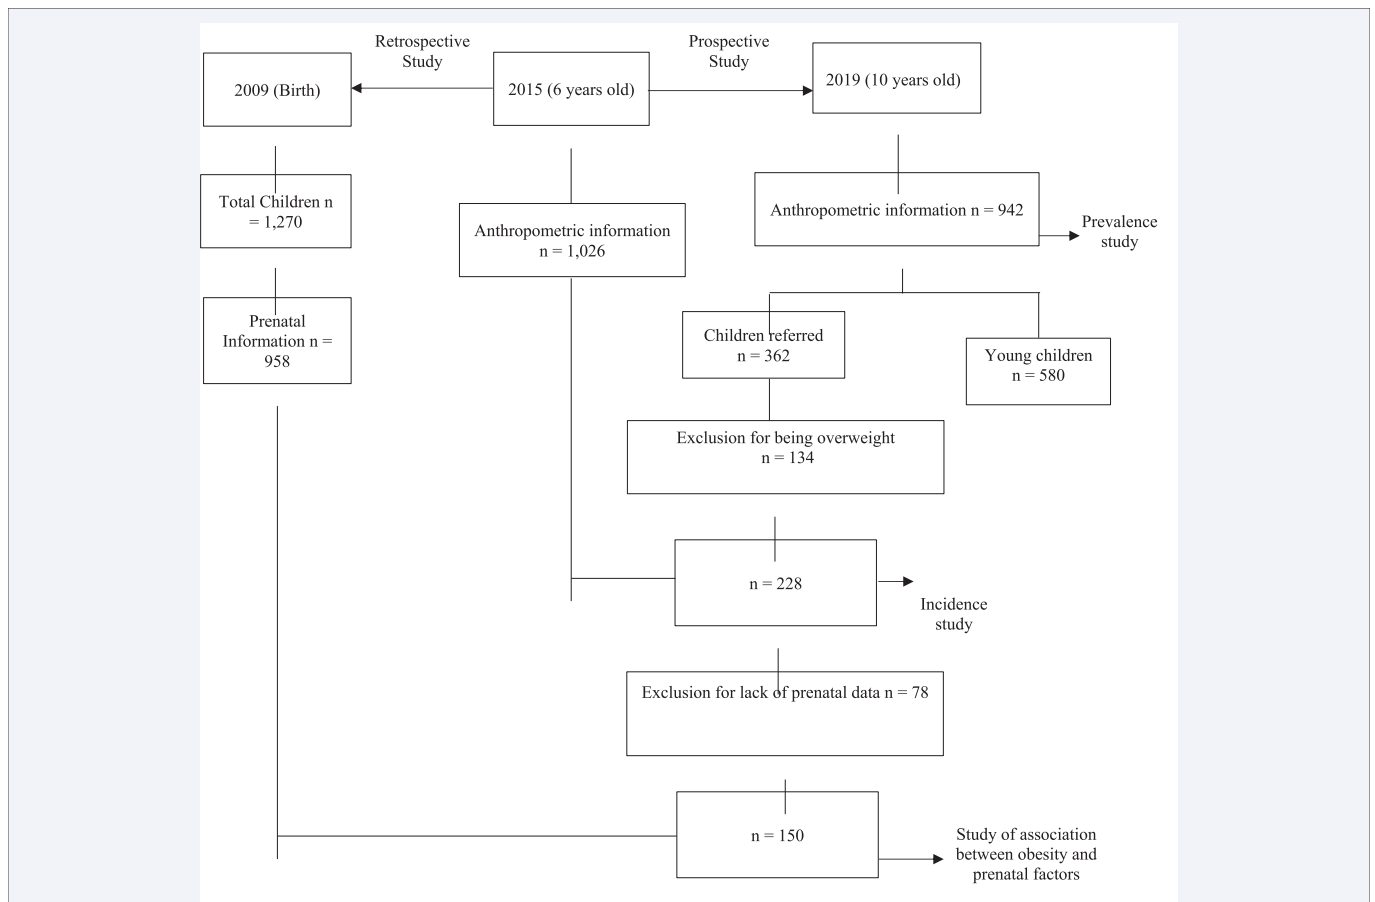 Retrospective
Study
Prospective
Study
2009 (Birth)
2015 (6 years old)
2019 (10 years old)
Total Children n
= 1,270
Anthropometric information
n = 1,026
Anthropometric information n = 942
Prevalence
study
Prenatal
Information n =
958
Children referred
n = 362
Young children
n = 580
Exclusion for being overweight
n = 134
n = 228
Incidence
study
Exclusion for lack of prenatal data n = 78
n = 150
Study of association
between obesity and
prenatal factors